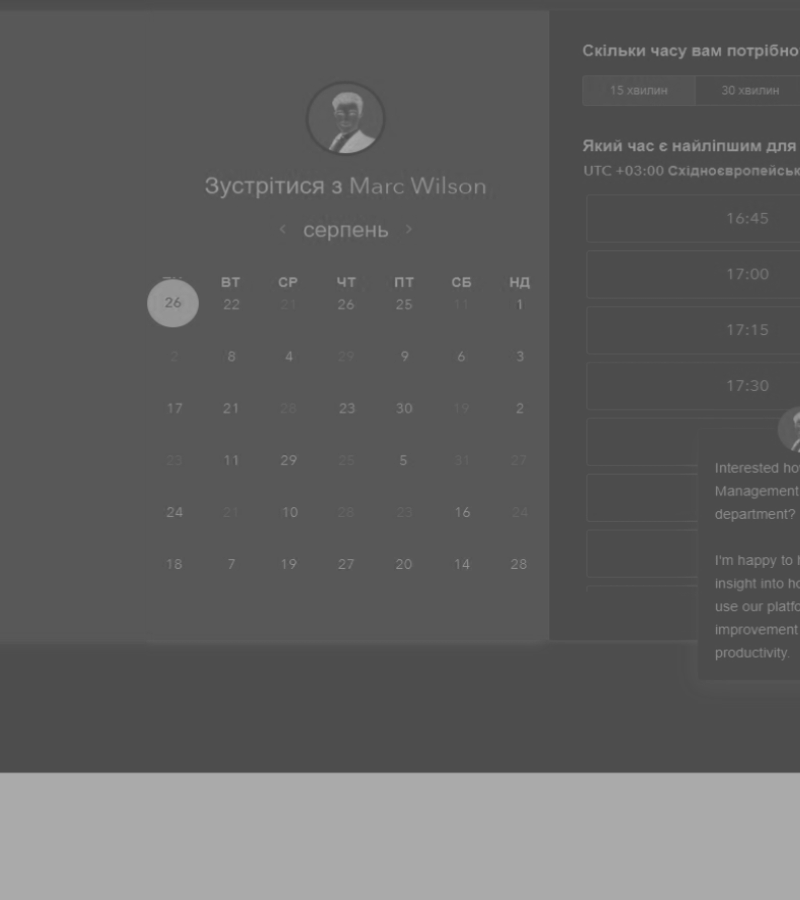 Зустрітися з Marc Wilson
‹ серпень ›
ВТ СР ЧТ ПТ СБ НД
26 22 21 26 25 11 1
2 8 4 29 9 6 3
17 21 28 23 30 19 2
23 11 29 25 5 31 27
24 21 10 28 23 16 24
18 7 19 27 20 14 28
Скільки часу вам потрібно
15 хвилин 30 хвилин
Який час є найліпшим для
UTC +03:00 Східноєвропейськ
16:45
17:00
17:15
17:30
Interested ho
Management
department?
I'm happy to h
insight into ho
use our platfo
improvement
productivity.